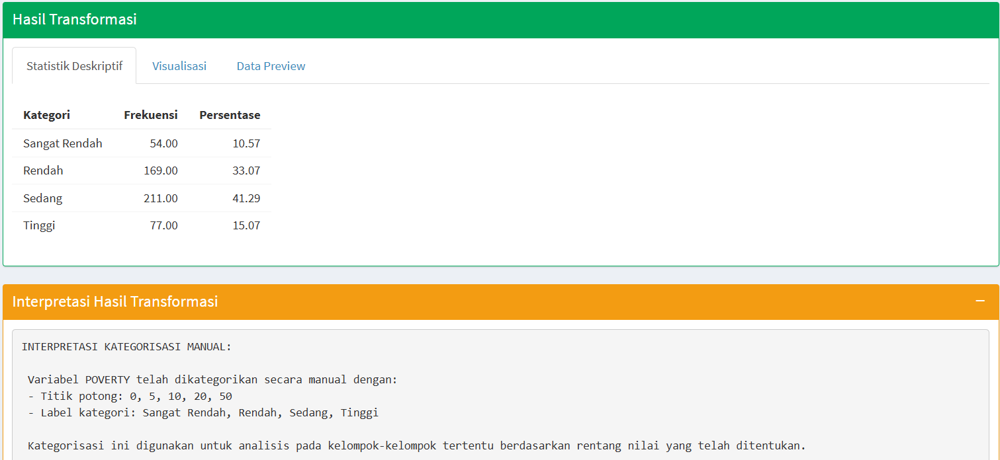 Hasil Transformasi
Statistik Deskriptif Visualisasi Data Preview
Kategori Frekuensi Persentase
Sangat Rendah 54.00 10.57
Rendah 169.00 33.07
Sedang 211.00 41.29
Tinggi 77.00 15.07
Interpretasi Hasil Transformasi
INTERPRETASI KATEGORISASI MANUAL:
Variabel POVERTY telah dikategorikan secara manual dengan:
- Titik potong: 0, 5, 10, 20, 50
- Label kategori: Sangat Rendah, Rendah, Sedang, Tinggi
Kategorisasi ini digunakan untuk analisis pada kelompok-kelompok tertentu berdasarkan rentang nilai yang telah ditentukan.